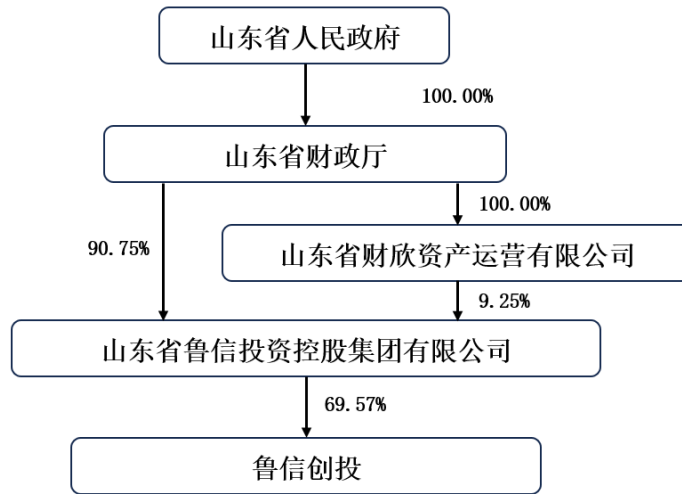 山东省人民政府
100.00%
山东省财政厅
100.00%
90.75%
山东省财欣资产运营有限公司
9.25%
山东省鲁信投资控股集团有限公司
69.57%
鲁信创投